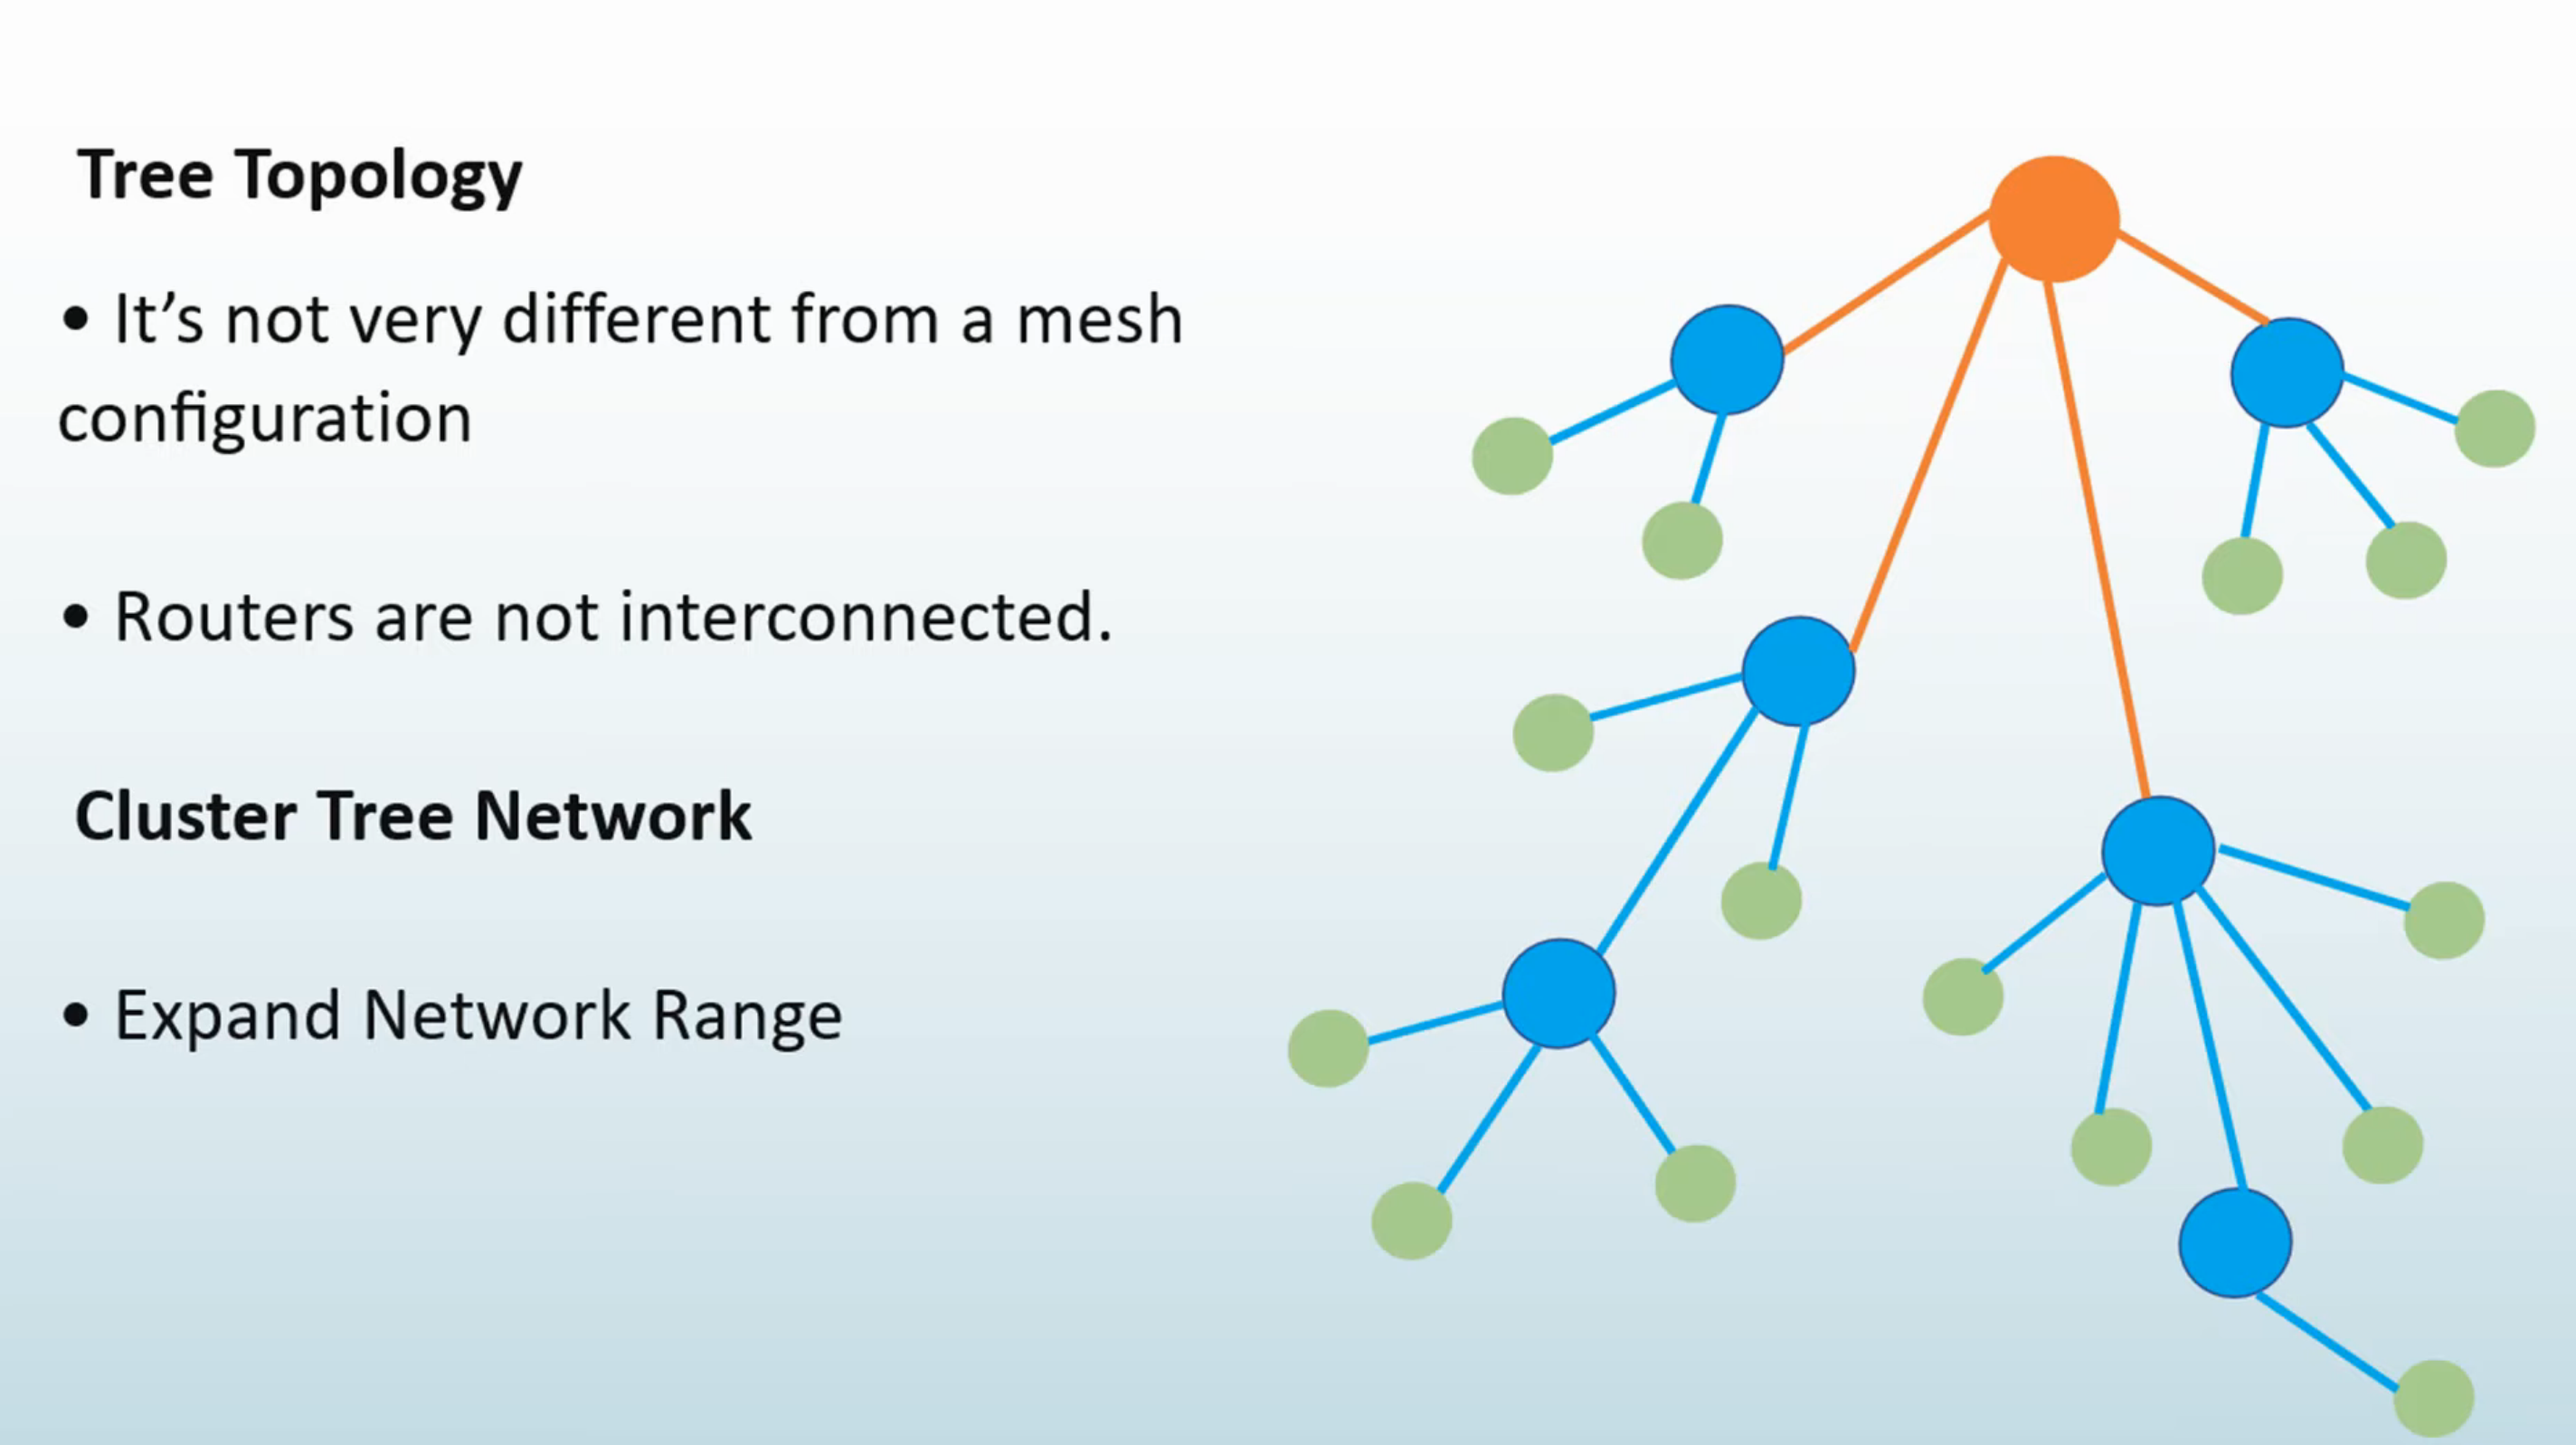 Tree Topology
• It’s not very different from a mesh
configuration
• Routers are not interconnected.
Cluster Tree Network
• Expand Network Range